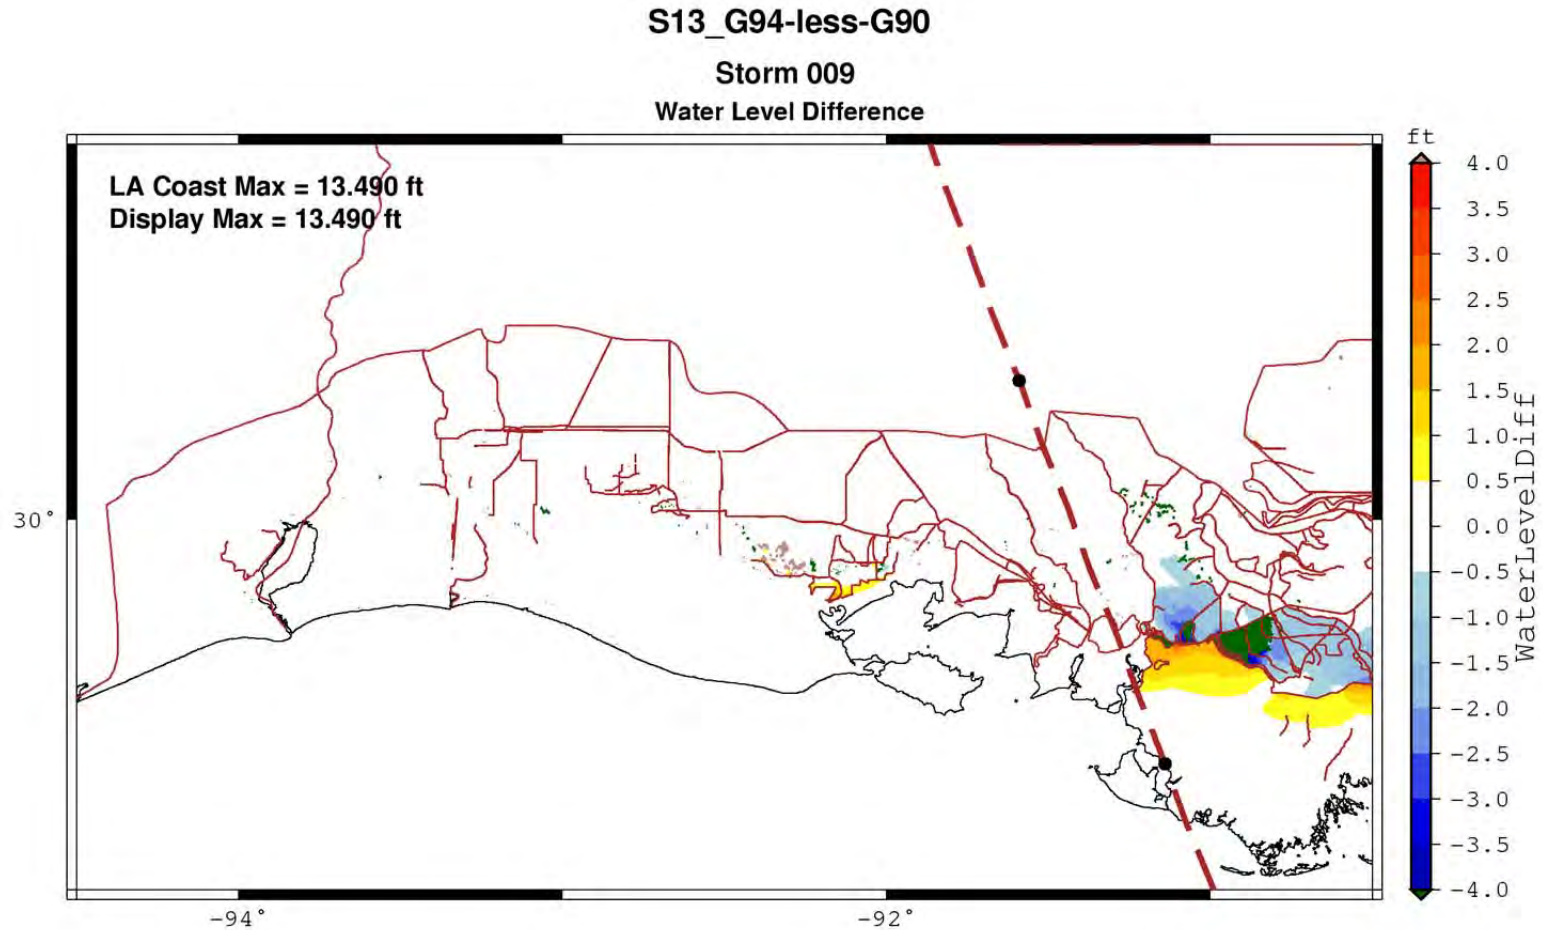 S13_G94-less-G90
Storm 009
Water Level Difference
LA Coast Max = 13.490 ft
Display Max = 13.490 ft
ft
4.0
3.5
3.0
2.5
2.0
1.5
1.0
0.5
0.0
−0.5
−1.0
−1.5
−2.0
−2.5
−3.0
−3.5
−4.0
WaterLevelDiff
30°
−94°
−92°